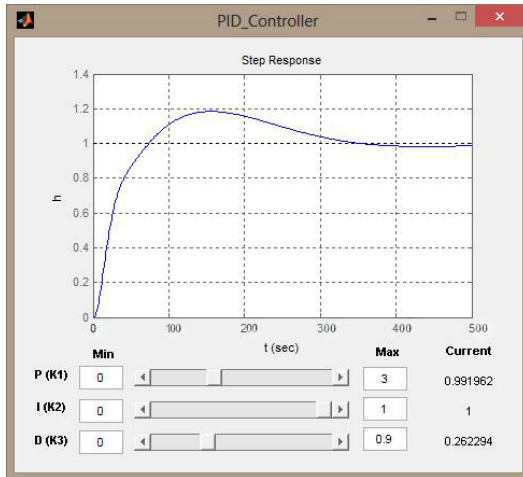 PID_Controller
Step Response
1.4
1.2
1
0.8
0.6
0.4
0.2
0
h
0 100 200 300 400 500
t (sec)
Min Max Current
P (K1) 0 3 0.991962
I (K2) 0 1 1
D (K3) 0 0.9 0.262294